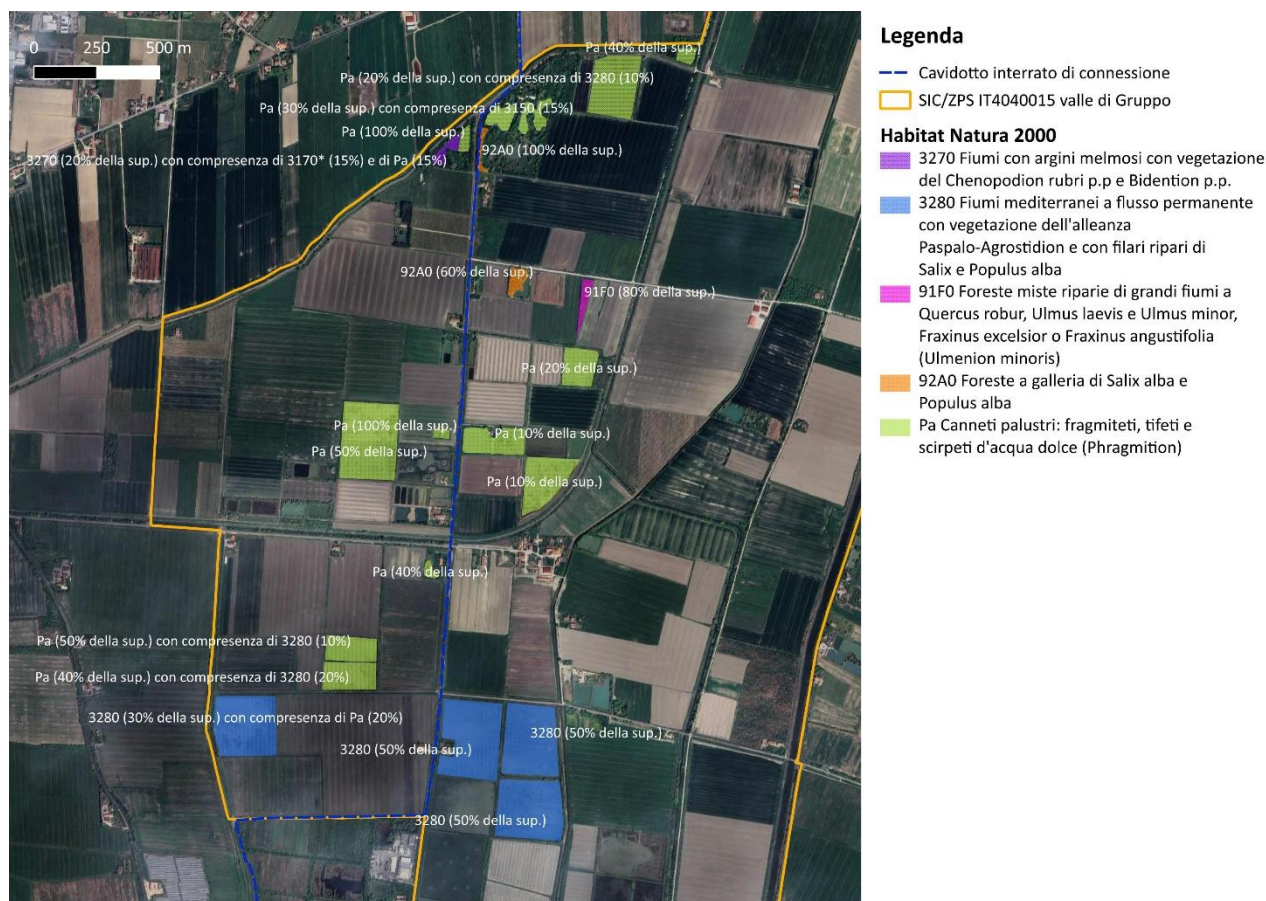 0 250 500 m
Pa (40% della sup.)
Pa (20% della sup.) con compresenza di 3280 (10%)
Pa (30% della sup.) con compresenza di 3150 (15%)
Pa (100% della sup.)
92A0 (100% della sup.)
3270 (20% della sup.) con compresenza di 3170* (15%) e di Pa (15%)
92A0 (60% della sup.)
91F0 (80% della sup.)
Pa (20% della sup.)
Pa (100% della sup.)
Pa (10% della sup.)
Pa (50% della sup.)
Pa (10% della sup.)
Pa (40% della sup.)
Pa (50% della sup.) con compresenza di 3280 (10%)
Pa (40% della sup.) con compresenza di 3280 (20%)
3280 (30% della sup.) con compresenza di Pa (20%)
3280 (50% della sup.)
3280 (50% della sup.)
3280 (50% della sup.)
Legenda
Cavidotto interrato di connessione
SIC/ZPS IT4040015 valle di Gruppo
Habitat Natura 2000
3270 Fiumi con argini melmosi con vegetazione
del Chenopodion rubri p.p e Bidention p.p.
3280 Fiumi mediterranei a flusso permanente
con vegetazione dell'alleanza
Paspalo-Agrostidion e con filari ripari di
Salix e Populus alba
91F0 Foreste miste riparie di grandi fiumi a
Quercus robur, Ulmus laevis e Ulmus minor,
Fraxinus excelsior o Fraxinus angustifolia
(Ulmenion minoris)
92A0 Foreste a galleria di Salix alba e
Populus alba
Pa Canneti palustri: fragmiteti, tifeti e
scirpeti d'acqua dolce (Phragmition)